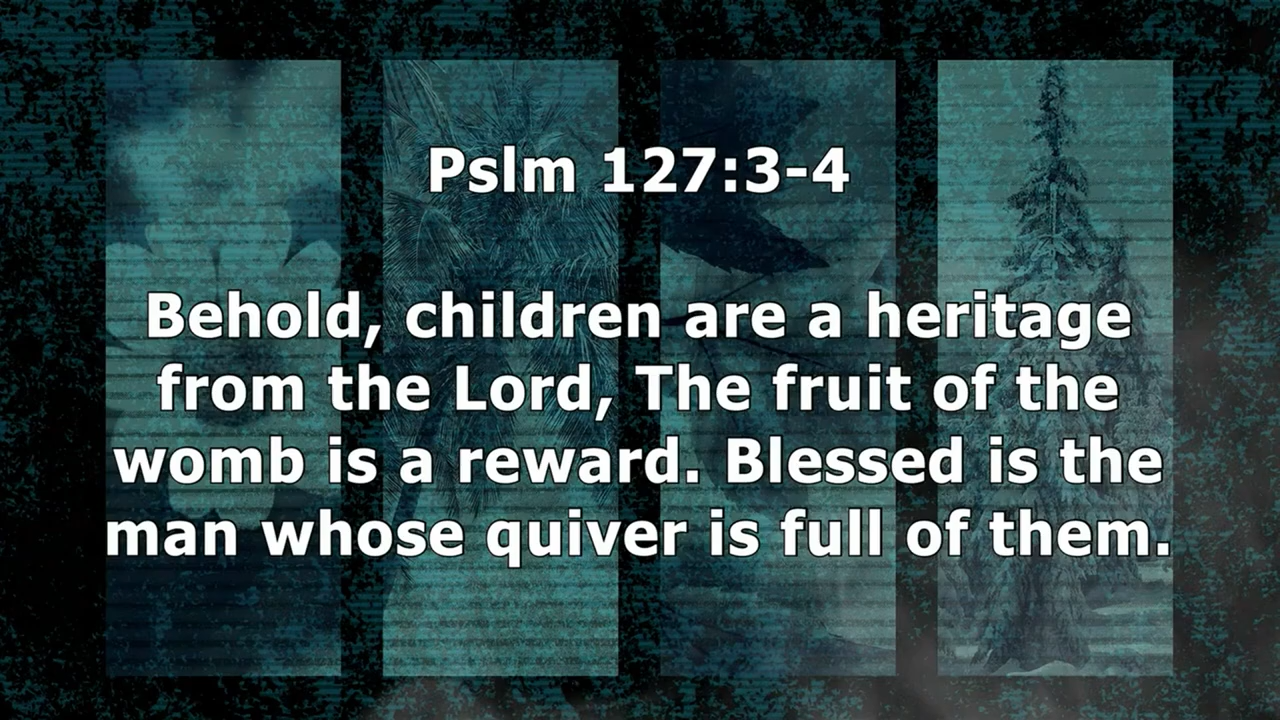 Pslm 127:3-4
Behold, children are a heritage
from the Lord, The fruit of the
womb is a reward. Blessed is the
man whose quiver is full of them.